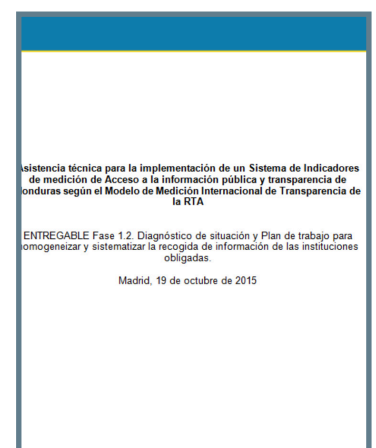 Asistencia técnica para la implementación de un Sistema de Indicadores
de medición de Acceso a la información pública y transparencia de
Honduras según el Modelo de Medición Internacional de Transparencia de
la RTA
ENTREGABLE Fase 1.2. Diagnóstico de situación y Plan de trabajo para
homogeneizar y sistematizar la recogida de información de las instituciones
obligadas.
Madrid, 19 de octubre de 2015